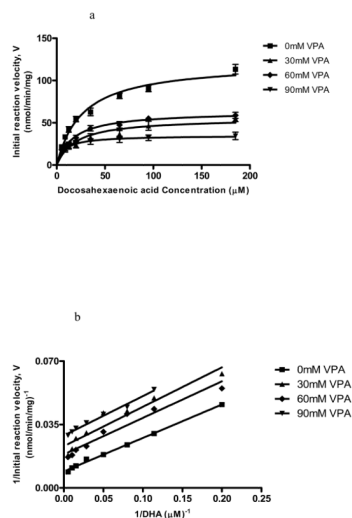 a
150
100
50
0
0
50
100
150
200
Initial reaction velocity, V
(nmol/min/mg)
Docosahexaenoic acid Concentration (μM)
0mM VPA
30mM VPA
60mM VPA
90mM VPA
b
0.070
0.035
0.000
0.00
0.05
0.10
0.15
0.20
0.25
1/Initial reaction velocity, V
(nmol/min/mg)⁻¹
1/DHA (μM)⁻¹
0mM VPA
30mM VPA
60mM VPA
90mM VPA